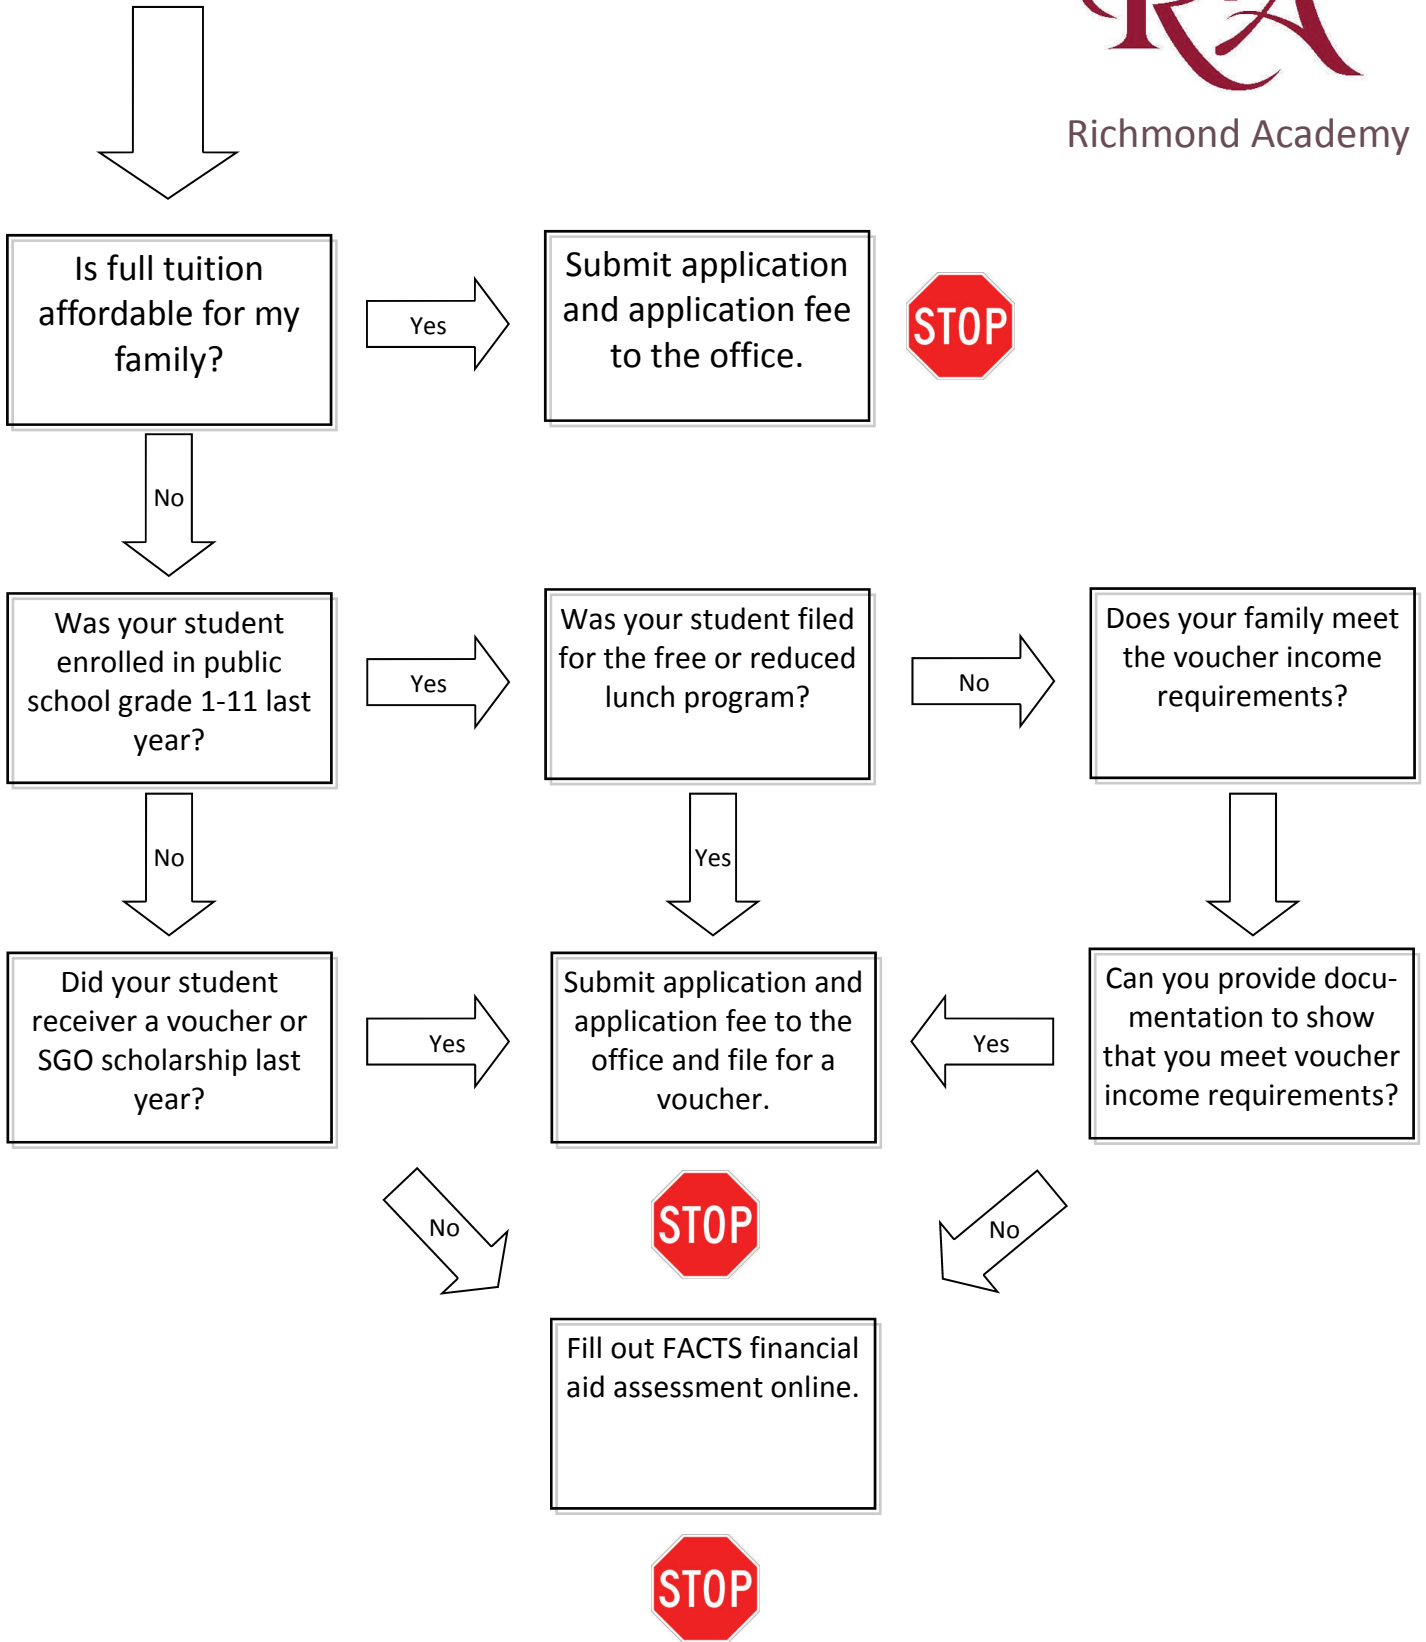 RA
Richmond Academy
Is full tuition
affordable for my
family?
Yes
Submit application
and application fee
to the office.
STOP
No
Was your student
enrolled in public
school grade 1-11 last
year?
Yes
Was your student filed
for the free or reduced
lunch program?
No
Does your family meet
the voucher income
requirements?
No
Yes
Did your student
receiver a voucher or
SGO scholarship last
year?
Yes
Submit application and
application fee to the
office and file for a
voucher.
Yes
Can you provide docu-
mentation to show
that you meet voucher
income requirements?
No
STOP
No
Fill out FACTS financial
aid assessment online.
STOP